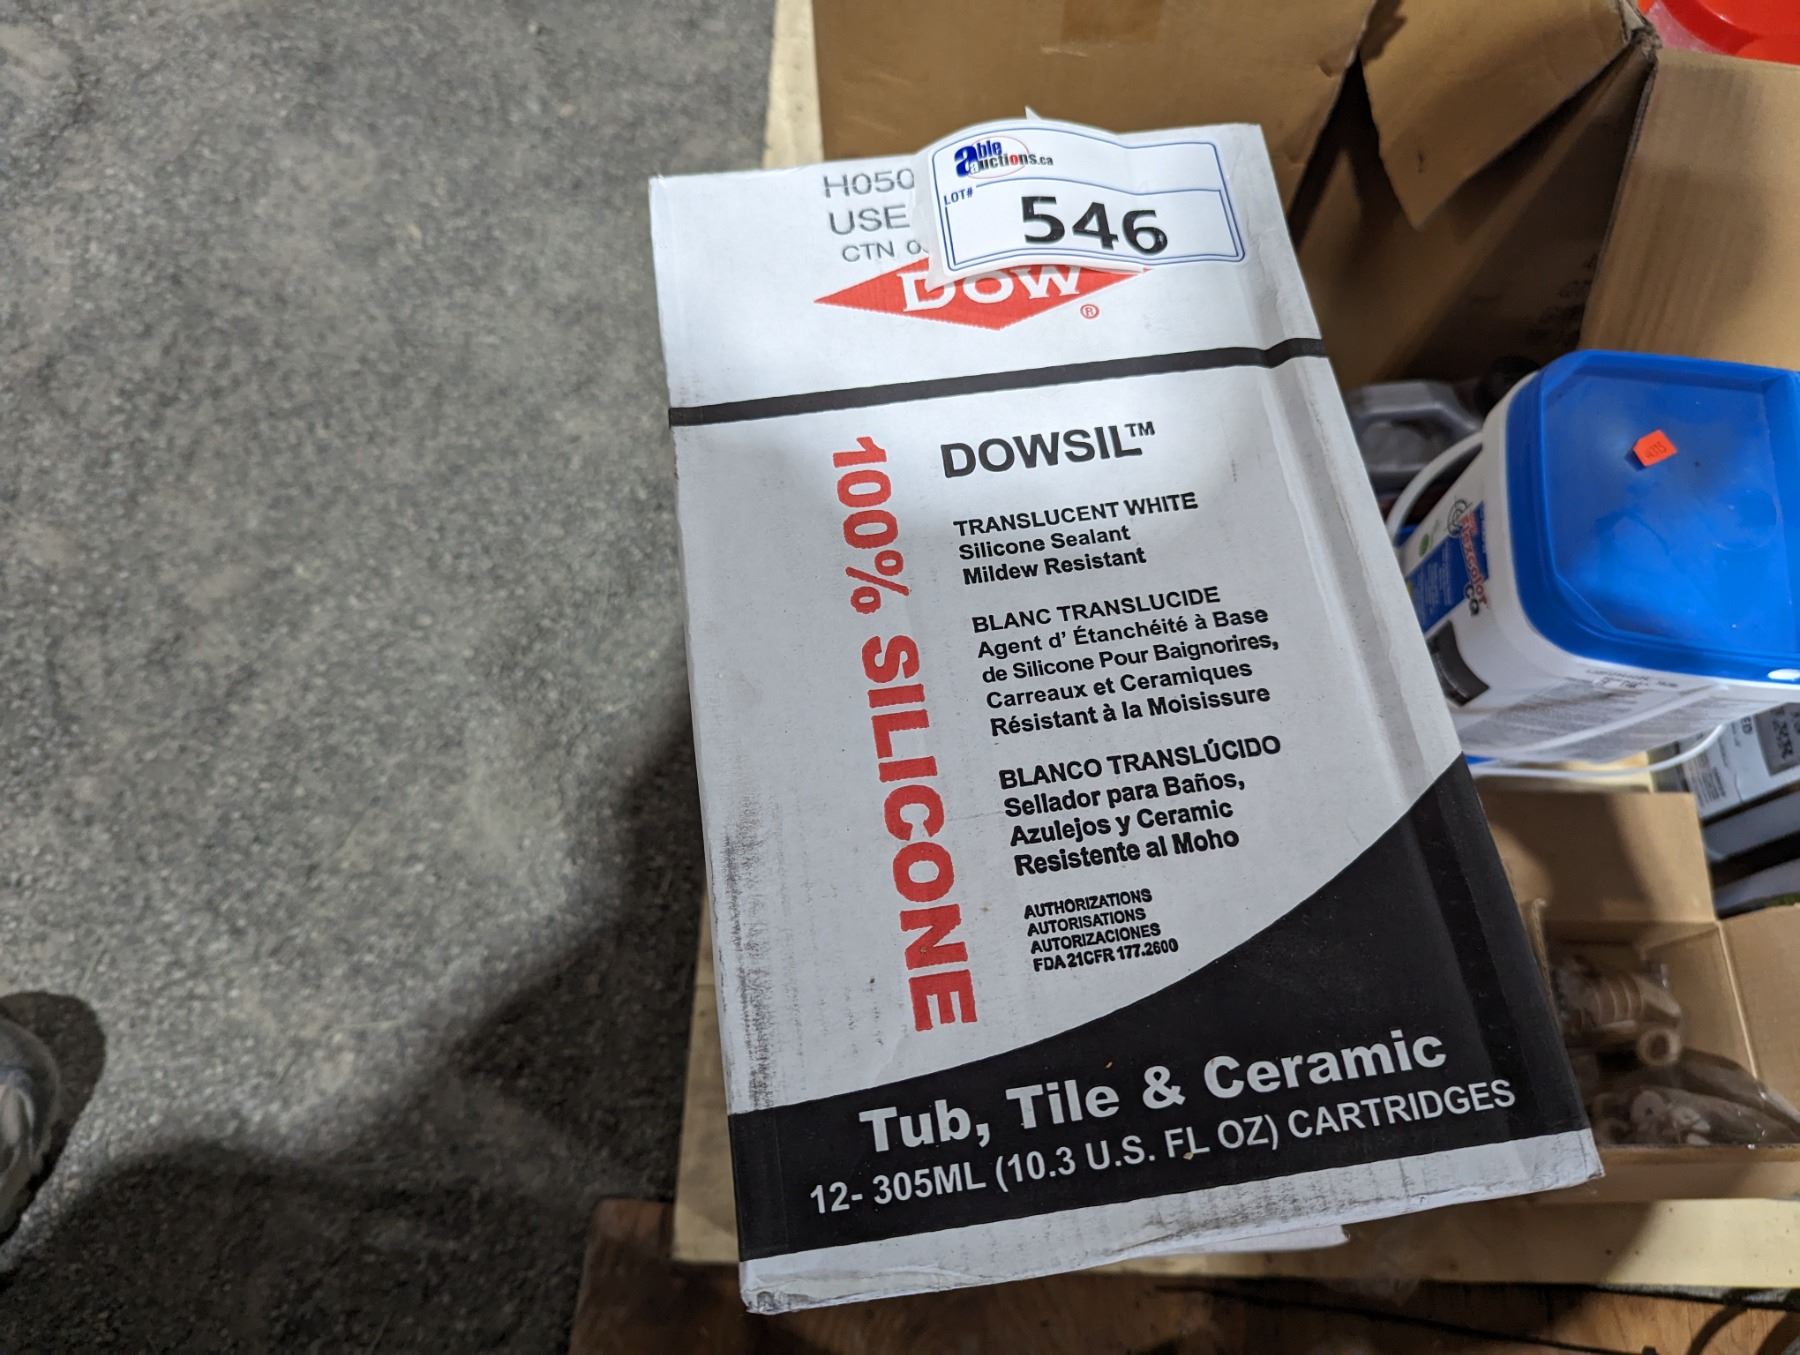 able
auctions.ca
LOT#
546
H050
USE
CTN
DOW
®
100% SILICONE
DOWSIL™
TRANSLUCENT WHITE
Silicone Sealant
Mildew Resistant
BLANC TRANSLUCIDE
Agent d' Étanchéité à Base
de Silicone Pour Baignorires,
Carreaux et Ceramiques
Résistant à la Moisissure
BLANCO TRANSLÚCIDO
Sellador para Baños,
Azulejos y Ceramic
Resistente al Moho
AUTHORIZATIONS
AUTORISATIONS
AUTORIZACIONES
FDA 21CFR 177.2600
Tub, Tile & Ceramic
12- 305ML (10.3 U.S. FL OZ) CARTRIDGES
Flexcolor
CQ